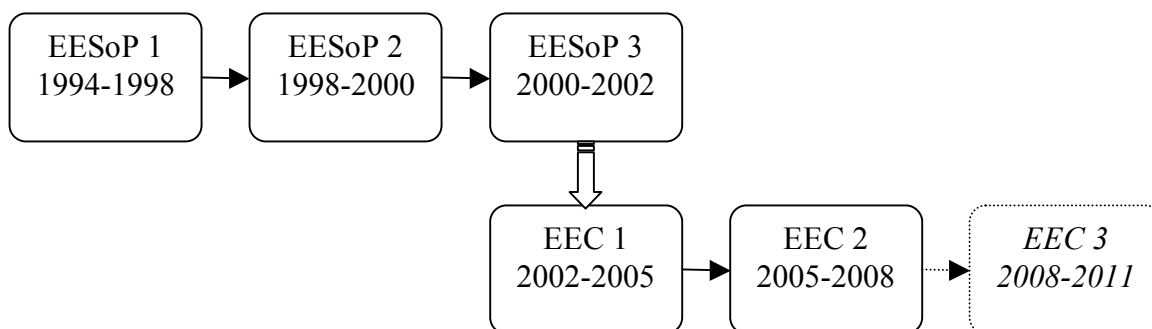 EESoP 1
1994-1998
EESoP 2
1998-2000
EESoP 3
2000-2002
EEC 1
2002-2005
EEC 2
2005-2008
EEC 3
2008-2011